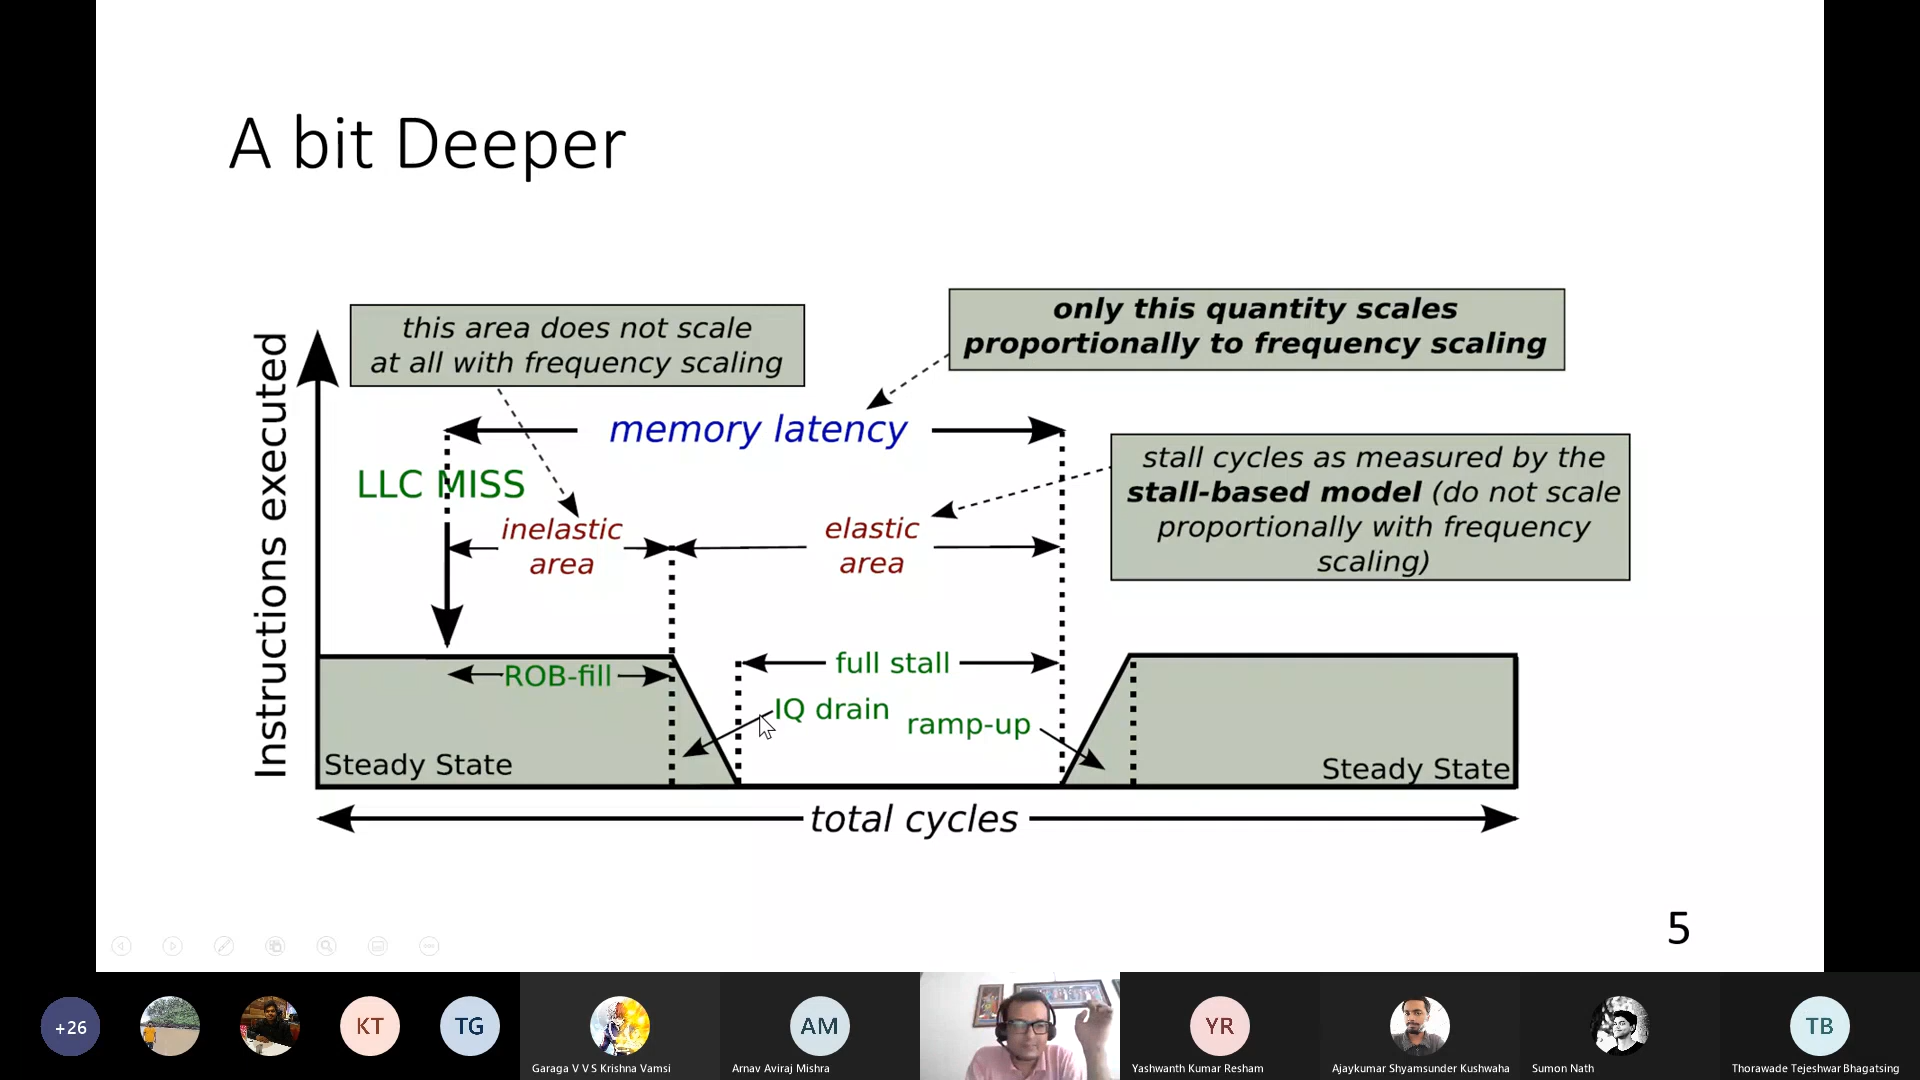 A bit Deeper
this area does not scale
at all with frequency scaling
only this quantity scales
proportionally to frequency scaling
memory latency
LLC MISS
stall cycles as measured by the
stall-based model (do not scale
proportionally with frequency
scaling)
inelastic
area
elastic
area
Instructions executed
ROB-fill
full stall
IQ drain
ramp-up
Steady State
Steady State
total cycles
5
+26
KT
TG
Garaga V V S Krishna Vamsi
AM
Arnav Aviraj Mishra
YR
Yashwanth Kumar Resham
Ajaykumar Shyamsunder Kushwaha
Sumon Nath
TB
Thorawade Tejeshwar Bhagatsing